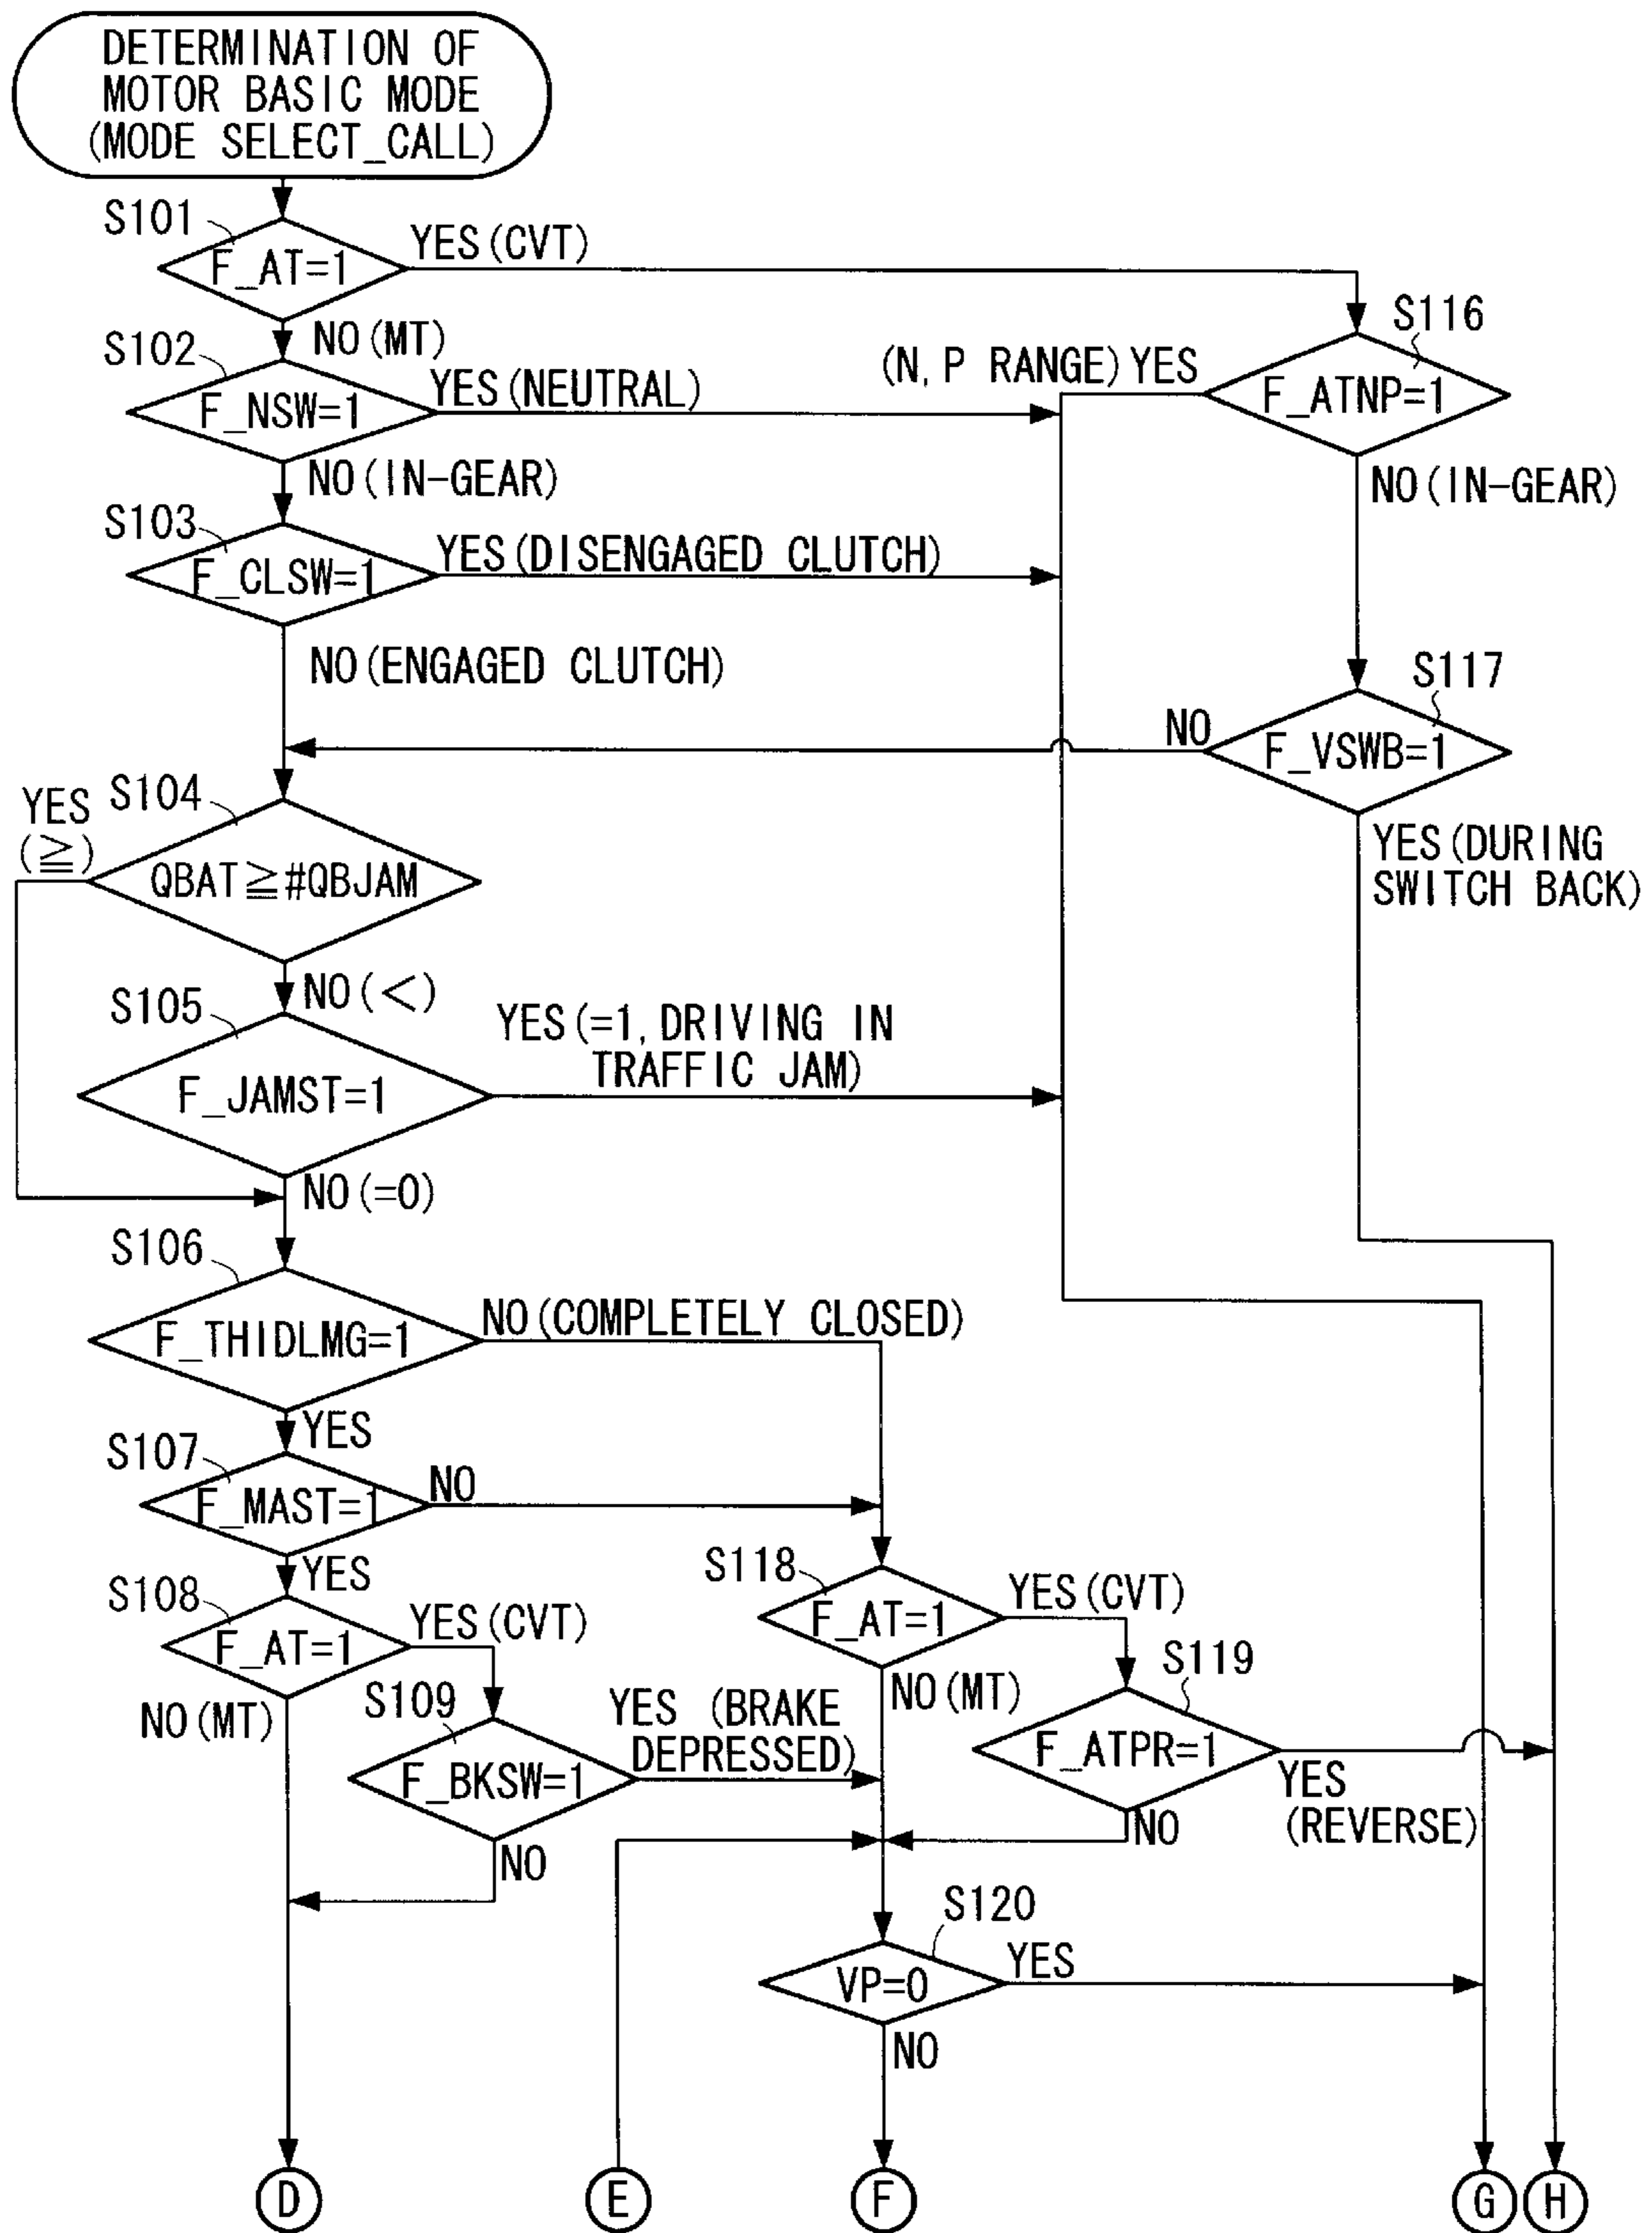 DETERMINATION OF
MOTOR BASIC MODE
(MODE SELECT_CALL)
S101
F_AT=1
YES(CVT)
NO(MT)
S116
F_ATNP=1
(N, P RANGE) YES
NO(IN-GEAR)
S102
F_NSW=1
YES(NEUTRAL)
NO(IN-GEAR)
S103
F_CLSW=1
YES(DISENGAGED CLUTCH)
NO(ENGAGED CLUTCH)
S117
F_VSWB=1
NO
YES(DURING
SWITCH BACK)
S104
YES
(≧)
QBAT≧#QBJAM
NO(<)
S105
F_JAMST=1
YES(=1, DRIVING IN
TRAFFIC JAM)
NO(=0)
S106
F_THIDLMG=1
NO(COMPLETELY CLOSED)
YES
S107
F_MAST=1
NO
YES
S108
F_AT=1
YES(CVT)
NO(MT)
S118
F_AT=1
YES(CVT)
NO(MT)
S109
F_BKSW=1
YES (BRAKE
DEPRESSED)
NO
S119
F_ATPR=1
YES
(REVERSE)
NO
S120
VP=0
YES
NO
D
E
F
G
H